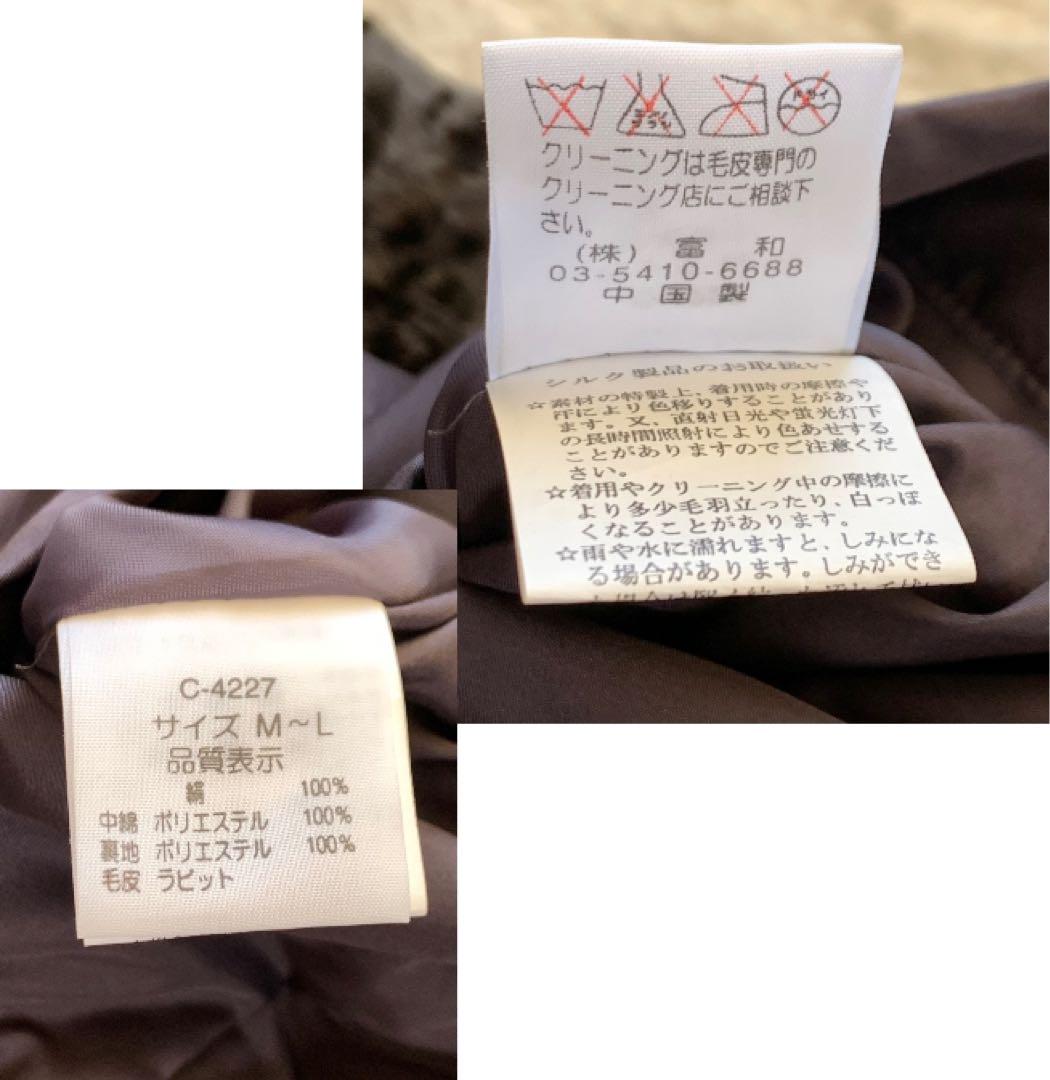 クリーニングは毛皮専門の
クリーニング店にご相談下
さい。
(株) 富 和
03-5410-6688
中 国 製
シルク製品のお取扱い
☆素材の特製上、着用時の摩擦や
汗により色移りすることがあり
ます。又、直射日光や蛍光灯下
の長時間照射により色あせする
ことがありますのでご注意くだ
さい。
☆着用やクリーニング中の摩擦に
より多少毛羽立ったり、白っぽ
くなることがあります。
☆雨や水に濡れますと、しみにな
る場合があります。しみができ
C-4227
サイズ M～L
品質表示
絹 100%
中綿 ポリエステル 100%
裏地 ポリエステル 100%
毛皮 ラビット